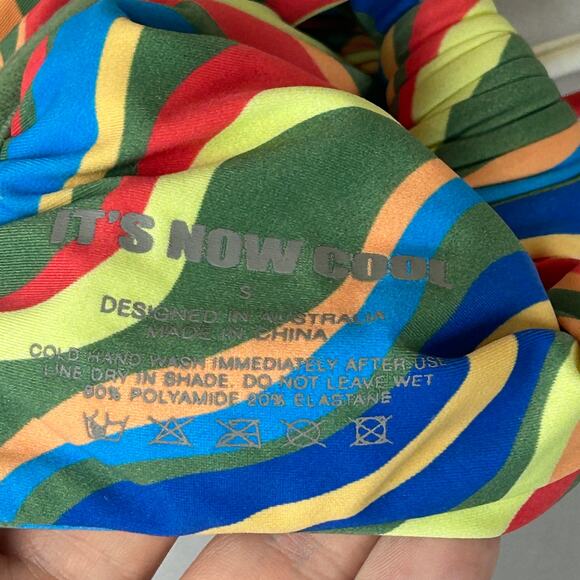 IT'S NOW COOL
S
DESIGNED IN AUSTRALIA
MADE IN CHINA
COLD HAND WASH IMMEDIATELY AFTER USE
LINE DRY IN SHADE. DO NOT LEAVE WET
80% POLYAMIDE 20% ELASTANE